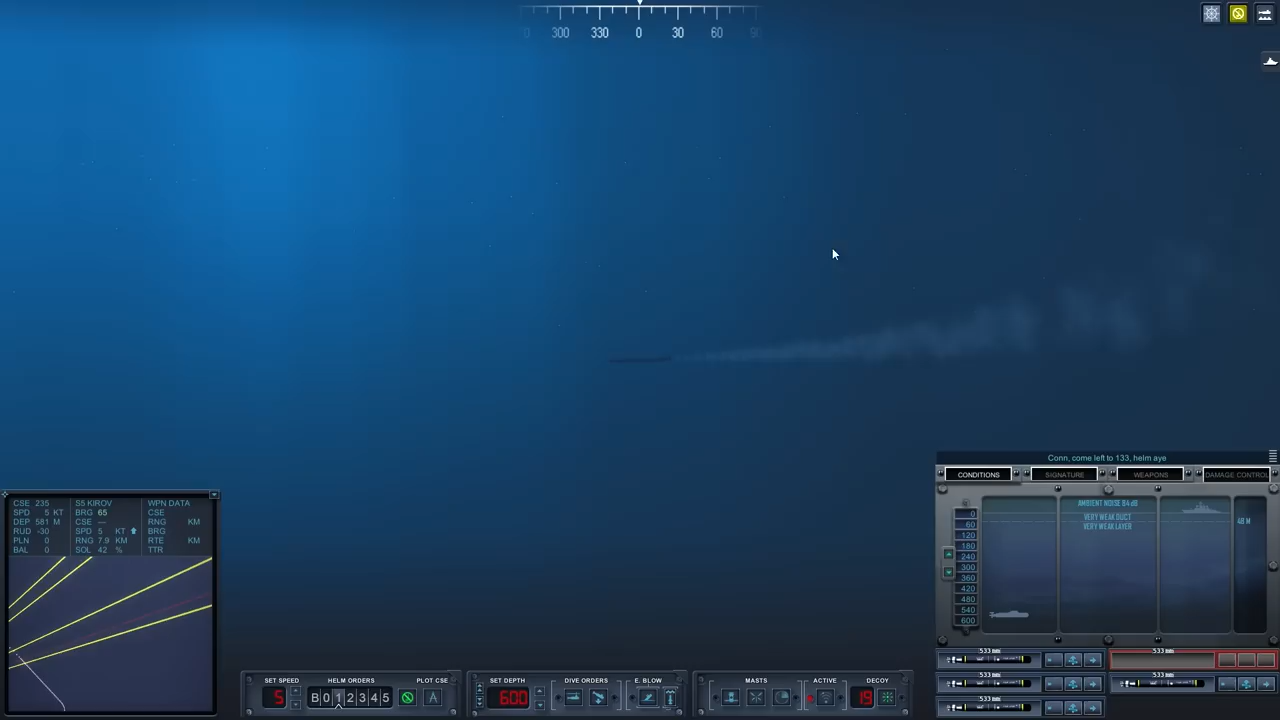 300 330 0 30 60
Conn, come left to 133, helm aye
CONDITIONS SIGNATURE WEAPONS DAMAGE CONTROL
AMBIENT NOISE 84 dB
VERY WEAK DUCT
VERY WEAK LAYER
48 M
0
60
120
180
240
300
360
420
480
540
600
533 mm 533 mm
533 mm 533 mm
533 mm
CSE 235 S5 KIROV WPN DATA
SPD 5 KT BRG 65 CSE
DEP 581 M CSE --- RNG KM
RUD -30 SPD 5 KT BRG
PLN 0 RNG 7.9 KM RTE KM
BAL 0 SOL 42 % TTR
SET SPEED HELM ORDERS PLOT CSE
5 B 0 1 2 3 4 5 A
SET DEPTH DIVE ORDERS E. BLOW
600
MASTS ACTIVE DECOY
19